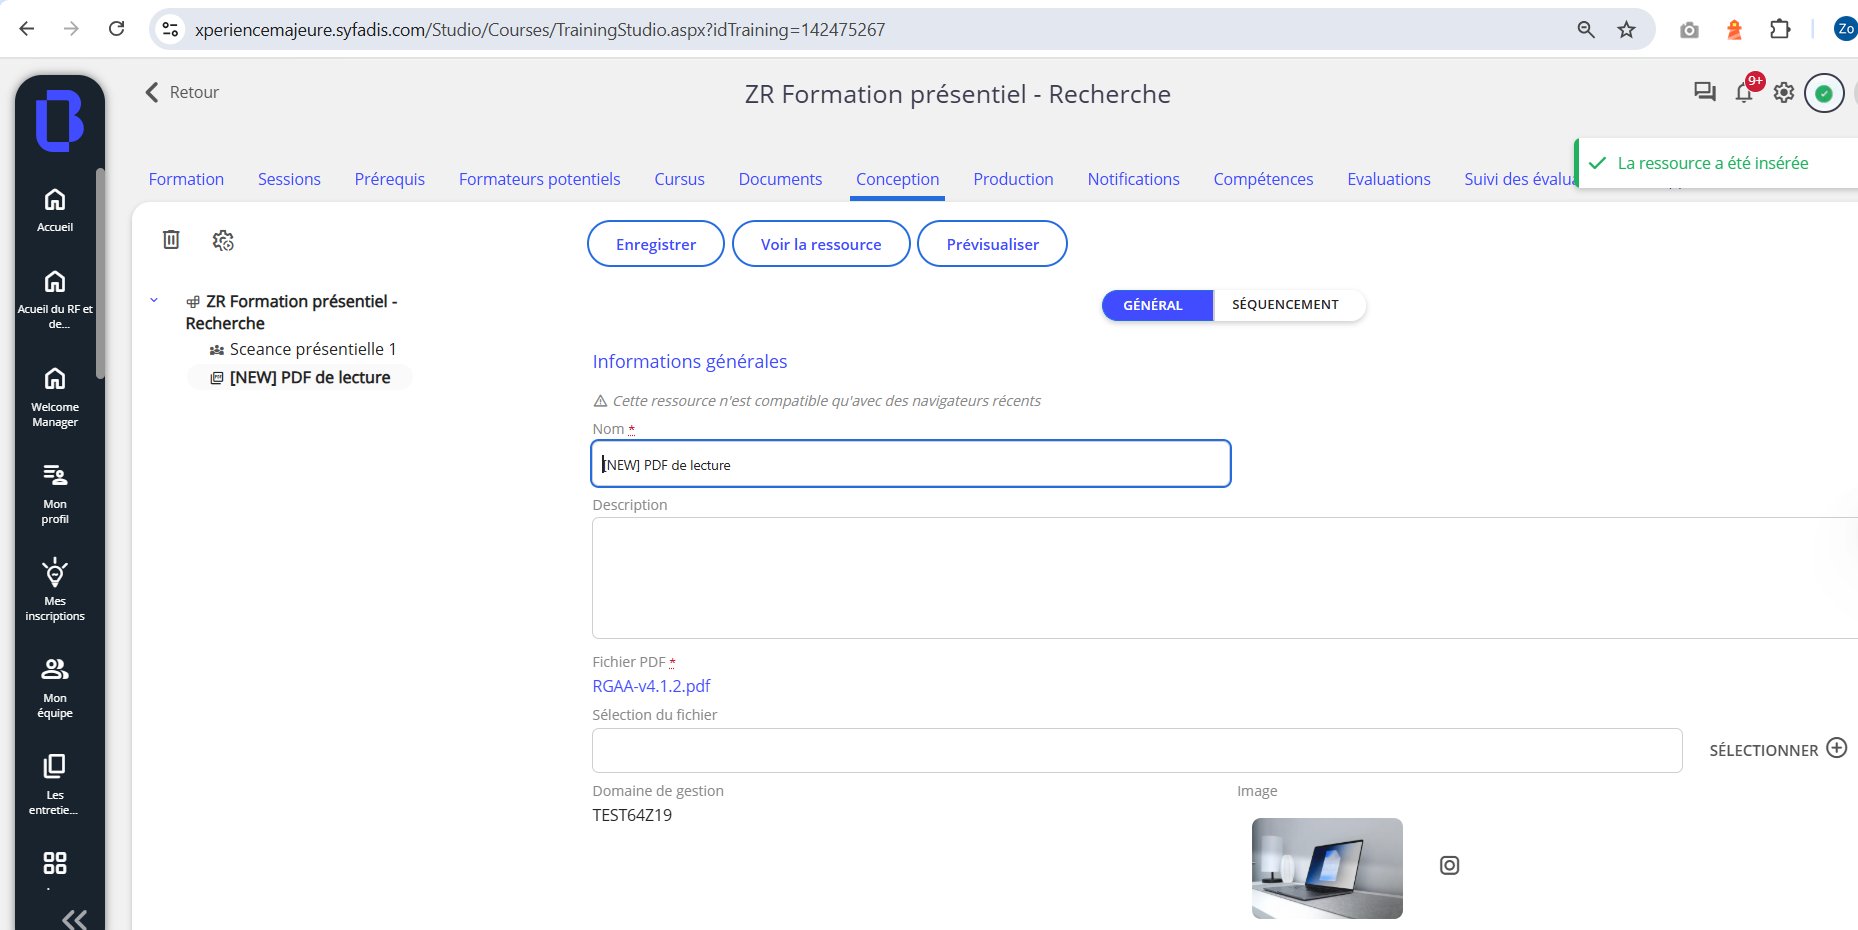 xperiencemajeure.syfadis.com/Studio/Courses/TrainingStudio.aspx?idTraining=142475267
Zo
Retour
ZR Formation présentiel - Recherche
9+
La ressource a été insérée
Formation
Sessions
Prérequis
Formateurs potentiels
Cursus
Documents
Conception
Production
Notifications
Compétences
Evaluations
Suivi des évalua
Accueil
Acueil du RF et
de...
Welcome
Manager
Mon
profil
Mes
inscriptions
Mon
équipe
Les
entretie...
Enregistrer
Voir la ressource
Prévisualiser
ZR Formation présentiel -
Recherche
Sceance présentielle 1
[NEW] PDF de lecture
GÉNÉRAL
SÉQUENCEMENT
Informations générales
Cette ressource n'est compatible qu'avec des navigateurs récents
Nom *
[NEW] PDF de lecture
Description
Fichier PDF *
RGAA-v4.1.2.pdf
Sélection du fichier
SÉLECTIONNER
Domaine de gestion
TEST64Z19
Image